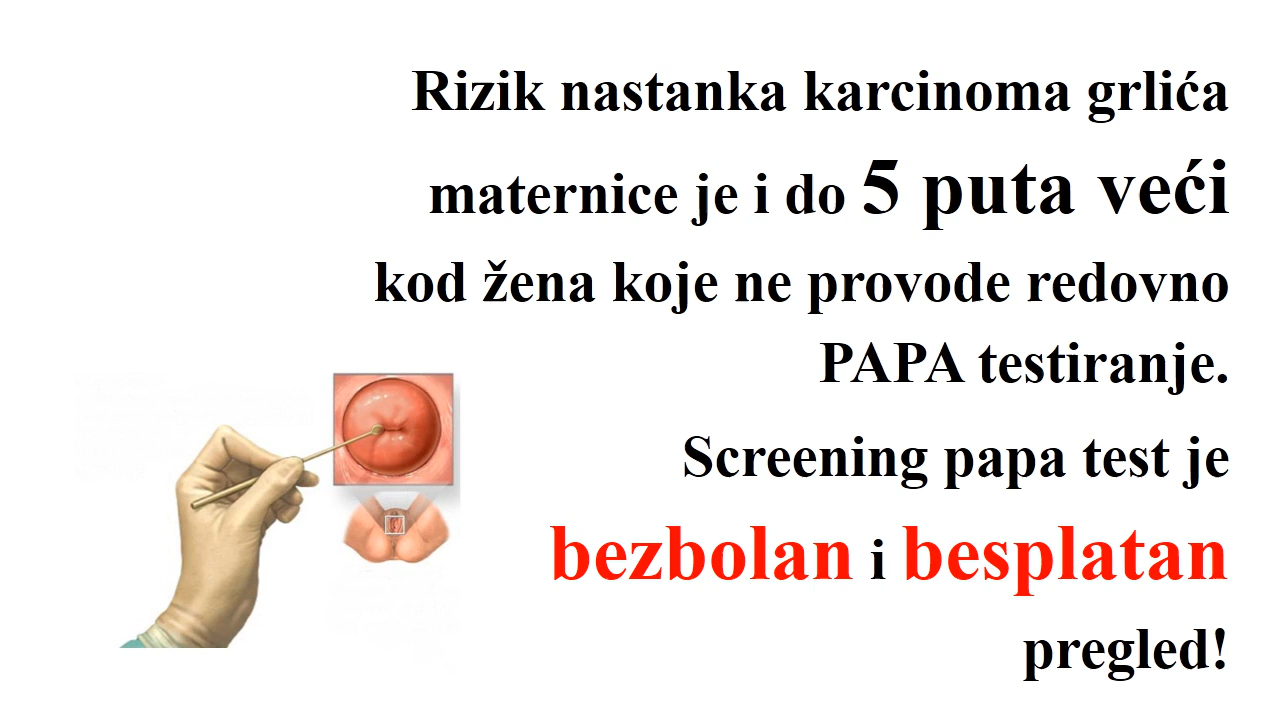 Rizik nastanka karcinoma grlića
maternice je i do 5 puta veći
kod žena koje ne provode redovno
PAPA testiranje.
Screening papa test je
bezbolan i besplatan
pregled!